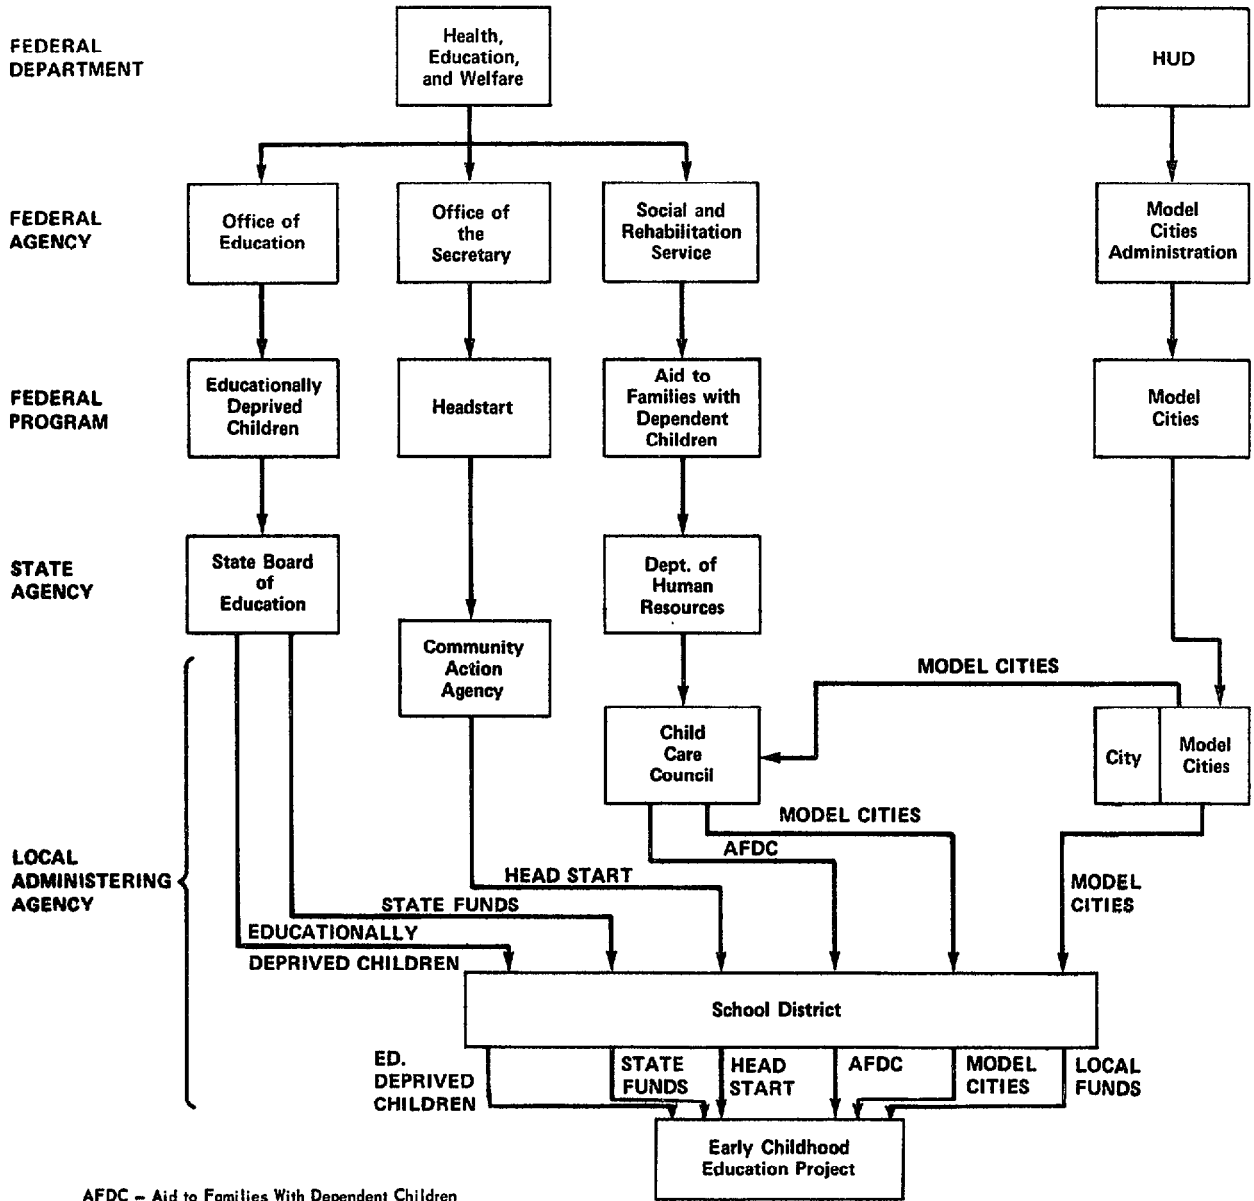 FEDERAL
DEPARTMENT
Health,
Education,
and Welfare
HUD
FEDERAL
AGENCY
Office of
Education
Office of
the
Secretary
Social and
Rehabilitation
Service
Model
Cities
Administration
FEDERAL
PROGRAM
Educationally
Deprived
Children
Headstart
Aid to
Families with
Dependent
Children
Model
Cities
STATE
AGENCY
State Board
of
Education
Dept. of
Human
Resources
Community
Action
Agency
MODEL CITIES
Child
Care
Council
City
Model
Cities
MODEL CITIES
AFDC
LOCAL
ADMINISTERING
AGENCY
HEAD START
MODEL
CITIES
STATE FUNDS
EDUCATIONALLY
DEPRIVED CHILDREN
School District
ED.
DEPRIVED
CHILDREN
STATE
FUNDS
HEAD
START
AFDC
MODEL
CITIES
LOCAL
FUNDS
Early Childhood
Education Project
AFDC – Aid to Families With Dependent Children